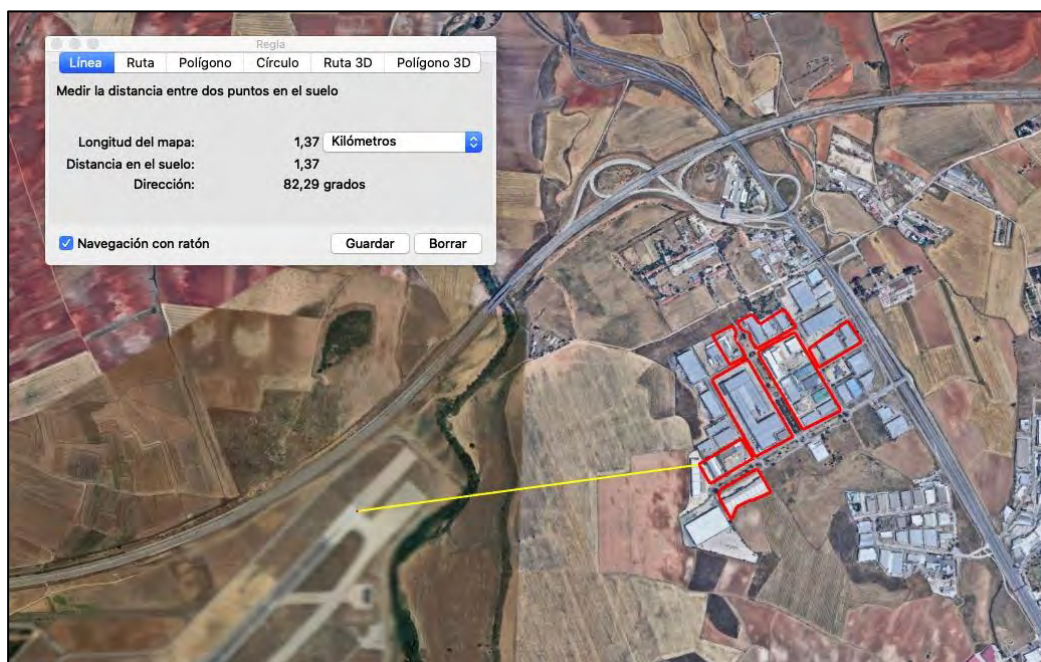 Regla
Línea Ruta Polígono Círculo Ruta 3D Polígono 3D
Medir la distancia entre dos puntos en el suelo
Longitud del mapa: 1,37 Kilómetros
Distancia en el suelo: 1,37
Dirección: 82,29 grados
Navegación con ratón Guardar Borrar